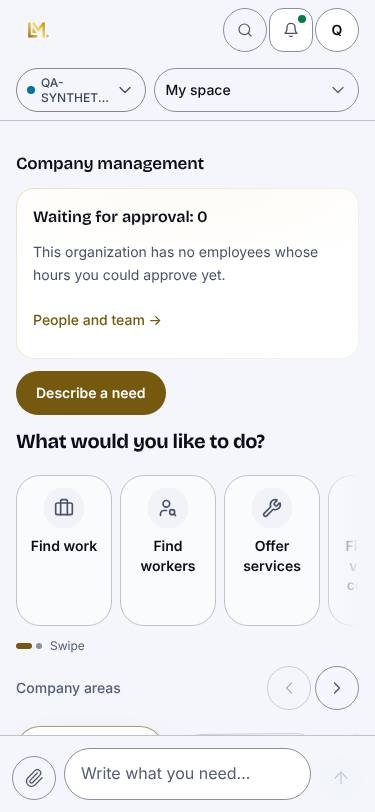 LM.
Q
QA-
SYNTHET...
My space
Company management
Waiting for approval: 0
This organization has no employees whose
hours you could approve yet.
People and team →
Describe a need
What would you like to do?
Find work
Find
workers
Offer
services
Swipe
Company areas
Write what you need...